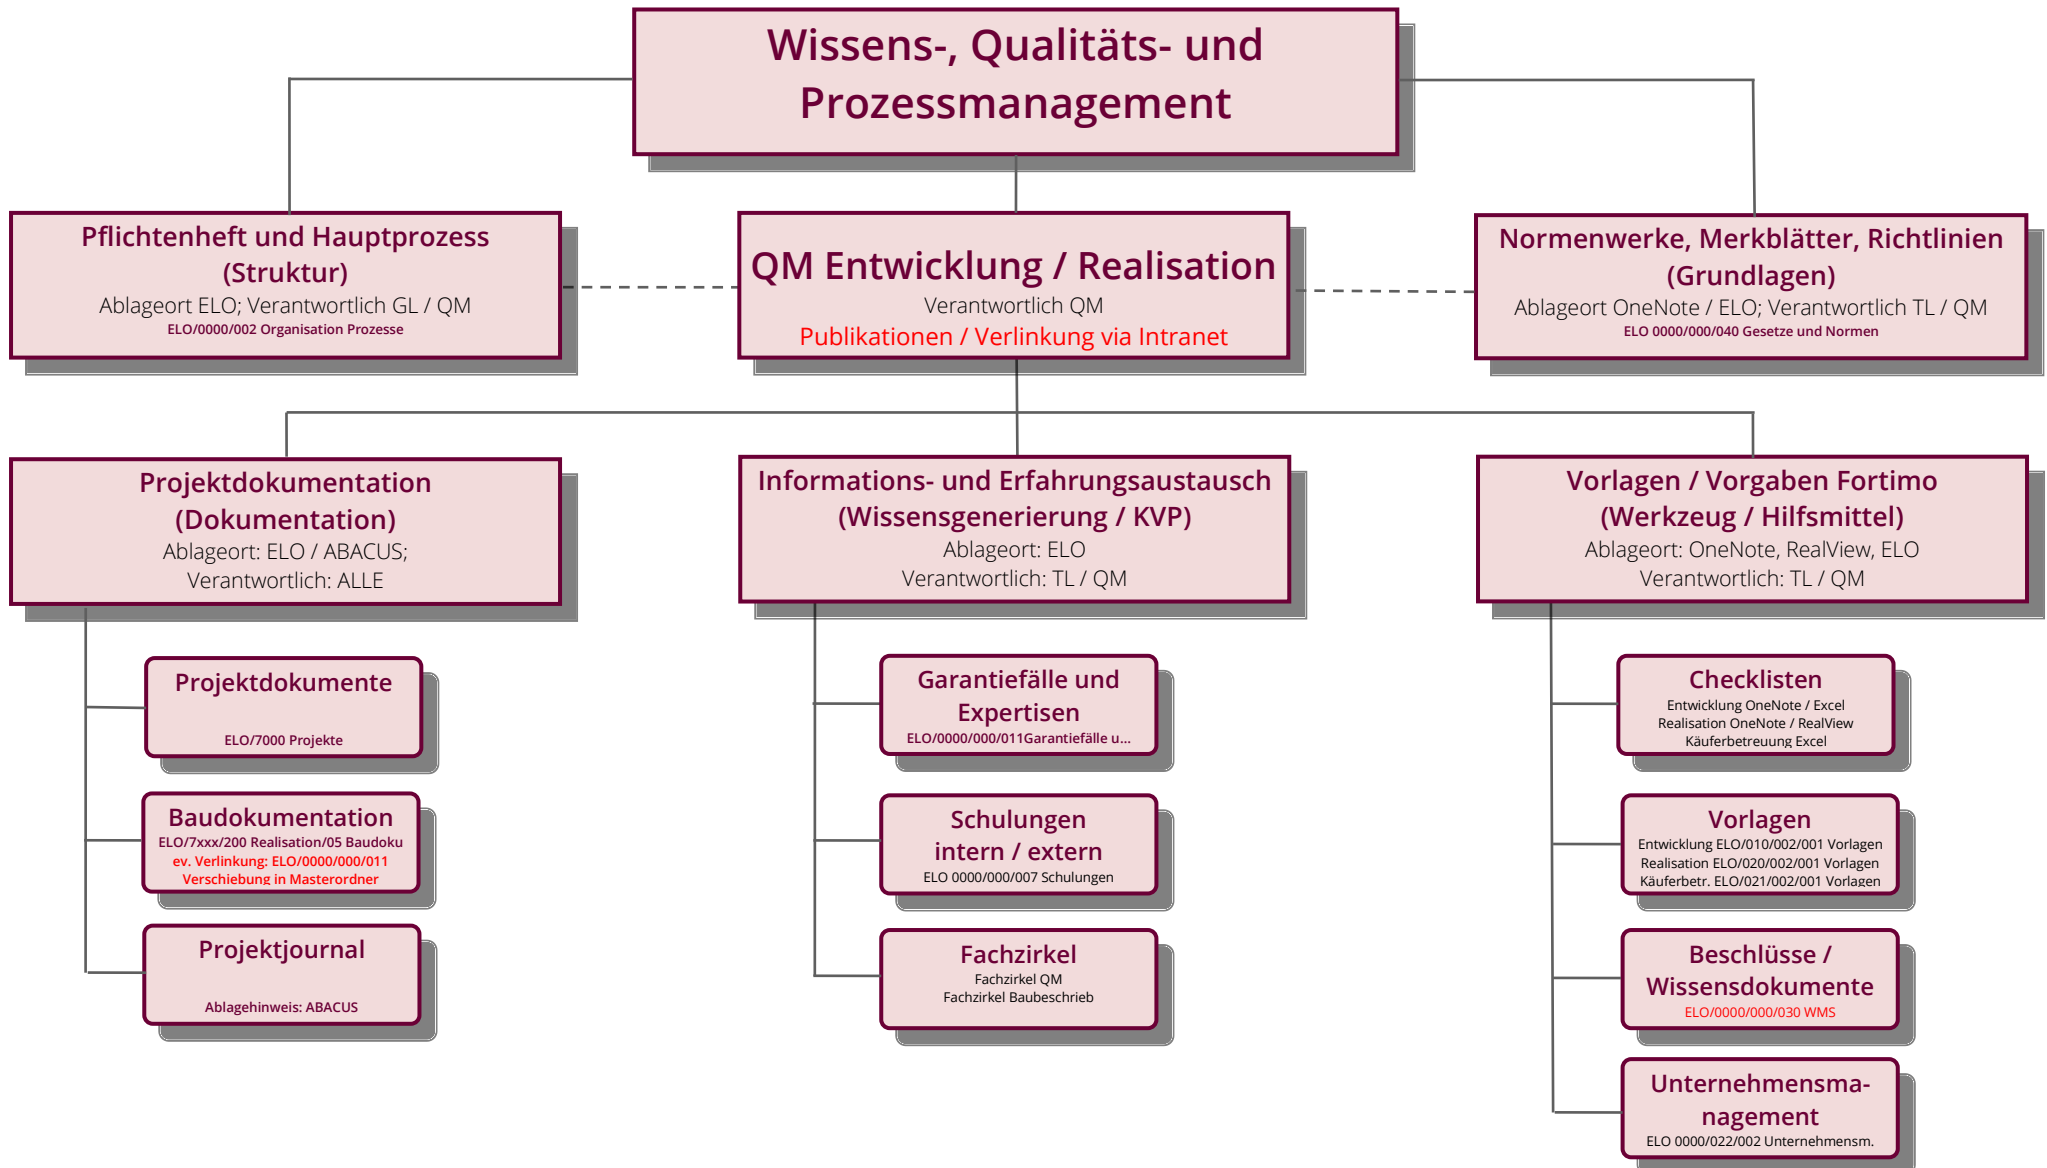 Wissens-, Qualitäts- und
Prozessmanagement
Pflichtenheft und Hauptprozess
(Struktur)
Ablageort ELO; Verantwortlich GL / QM
ELO/0000/002 Organisation Prozesse
QM Entwicklung / Realisation
Verantwortlich QM
Publikationen / Verlinkung via Intranet
Normenwerke, Merkblätter, Richtlinien
(Grundlagen)
Ablageort OneNote / ELO; Verantwortlich TL / QM
ELO 0000/000/040 Gesetze und Normen
Projektdokumentation
(Dokumentation)
Ablageort: ELO / ABACUS;
Verantwortlich: ALLE
Informations- und Erfahrungsaustausch
(Wissensgenerierung / KVP)
Ablageort: ELO
Verantwortlich: TL / QM
Vorlagen / Vorgaben Fortimo
(Werkzeug / Hilfsmittel)
Ablageort: OneNote, RealView, ELO
Verantwortlich: TL / QM
Projektdokumente
ELO/7000 Projekte
Baudokumentation
ELO/7xxx/200 Realisation/05 Baudoku
ev. Verlinkung: ELO/0000/000/011
Verschiebung in Masterordner
Projektjournal
Ablagehinweis: ABACUS
Garantiefälle und
Expertisen
ELO/0000/000/011Garantiefälle u...
Schulungen
intern / extern
ELO 0000/000/007 Schulungen
Fachzirkel
Fachzirkel QM
Fachzirkel Baubeschrieb
Checklisten
Entwicklung OneNote / Excel
Realisation OneNote / RealView
Käuferbetreuung Excel
Vorlagen
Entwicklung ELO/010/002/001 Vorlagen
Realisation ELO/020/002/001 Vorlagen
Käuferbetr. ELO/021/002/001 Vorlagen
Beschlüsse /
Wissensdokumente
ELO/0000/000/030 WMS
Unternehmensma-
nagement
ELO 0000/022/002 Unternehmensm.